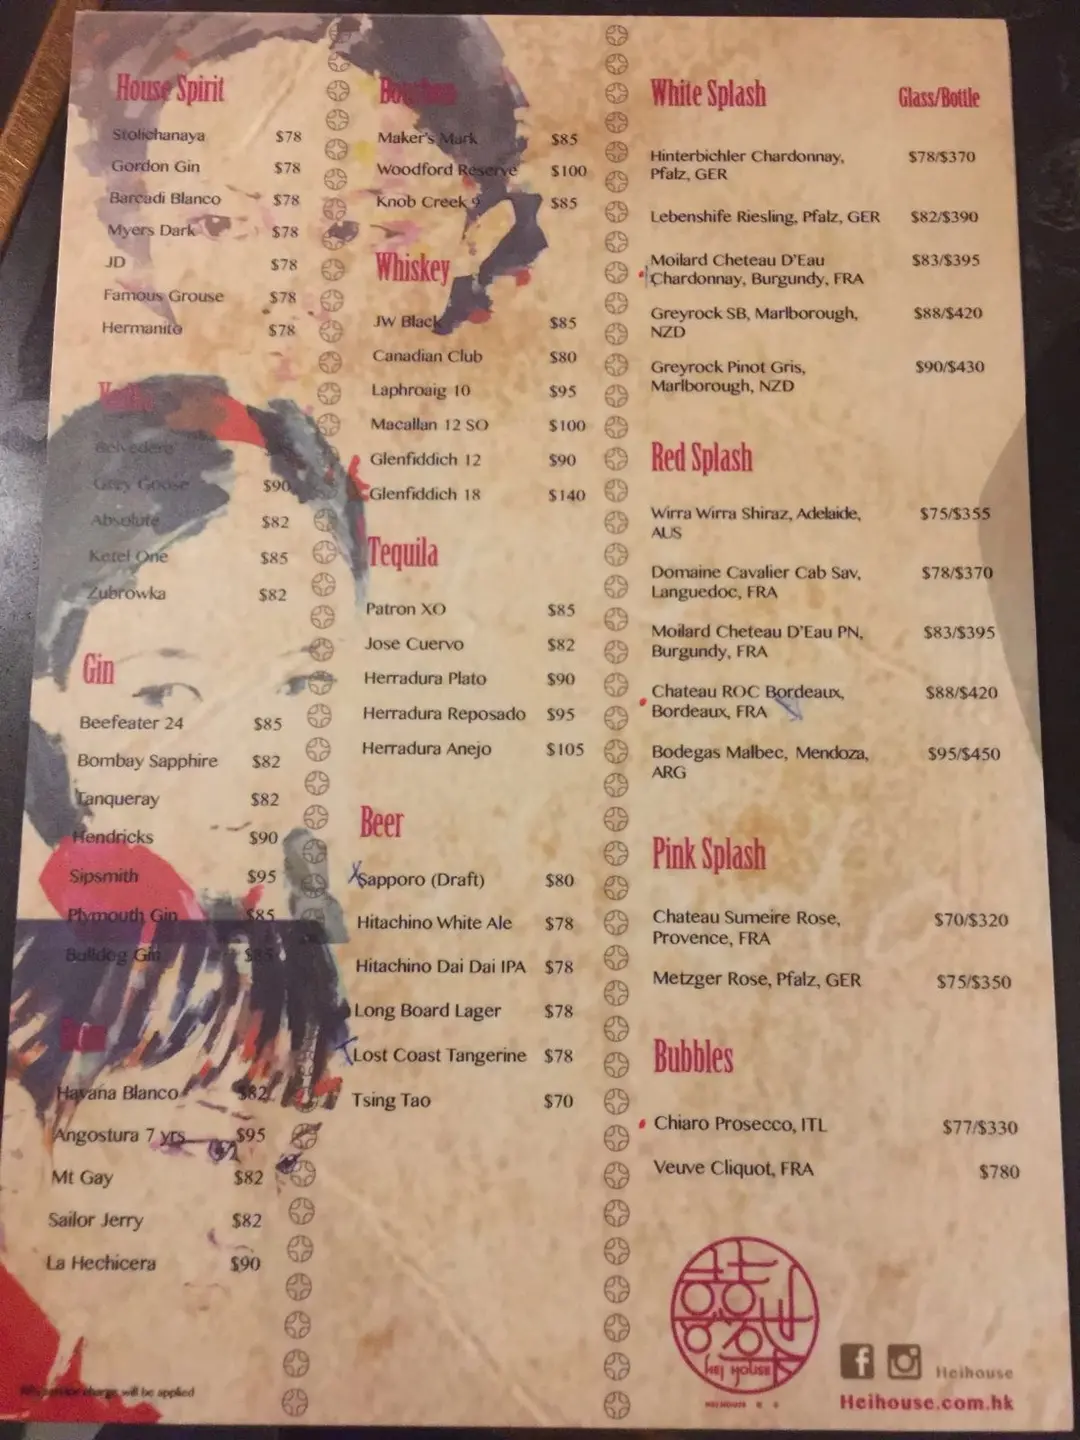 House Spirit
Stolichanaya $78
Gordon Gin $78
Barcadi Blanco $78
Myers Dark $78
JD $78
Famous Grouse $78
Hermanito $78
Belvedere
Grey Goose $90
Absolute $82
Ketel One $85
Zubrowka $82
Gin
Beefeater 24 $85
Bombay Sapphire $82
Tanqueray $82
Hendricks $90
Sipsmith $95
Plymouth Gin $85
Bulldog Gin $85
Rum
Havana Blanco $82
Angostura 7 yrs $95
Mt Gay $82
Sailor Jerry $82
La Hechicera $90
service charge will be applied
Bourbon
Maker's Mark $85
Woodford Reserve $100
Knob Creek 9 $85
Whiskey
JW Black $85
Canadian Club $80
Laphroaig 10 $95
Macallan 12 SO $100
Glenfiddich 12 $90
Glenfiddich 18 $140
Tequila
Patron XO $85
Jose Cuervo $82
Herradura Plato $90
Herradura Reposado $95
Herradura Anejo $105
Beer
Sapporo (Draft) $80
Hitachino White Ale $78
Hitachino Dai Dai IPA $78
Long Board Lager $78
Lost Coast Tangerine $78
Tsing Tao $70
White Splash Glass/Bottle
Hinterbichler Chardonnay, $78/$370
Pfalz, GER
Lebenshife Riesling, Pfalz, GER $82/$390
Moilard Cheteau D'Eau $83/$395
Chardonnay, Burgundy, FRA
Greyrock SB, Marlborough, $88/$420
NZD
Greyrock Pinot Gris, $90/$430
Marlborough, NZD
Red Splash
Wirra Wirra Shiraz, Adelaide, $75/$355
AUS
Domaine Cavalier Cab Sav, $78/$370
Languedoc, FRA
Moilard Cheteau D'Eau PN, $83/$395
Burgundy, FRA
Chateau ROC Bordeaux, $88/$420
Bordeaux, FRA
Bodegas Malbec, Mendoza, $95/$450
ARG
Pink Splash
Chateau Sumeire Rose, $70/$320
Provence, FRA
Metzger Rose, Pfalz, GER $75/$350
Bubbles
Chiaro Prosecco, ITL $77/$330
Veuve Cliquot, FRA $780
HEI HOUSE
HEIHOUSE
Heihouse
Heihouse.com.hk